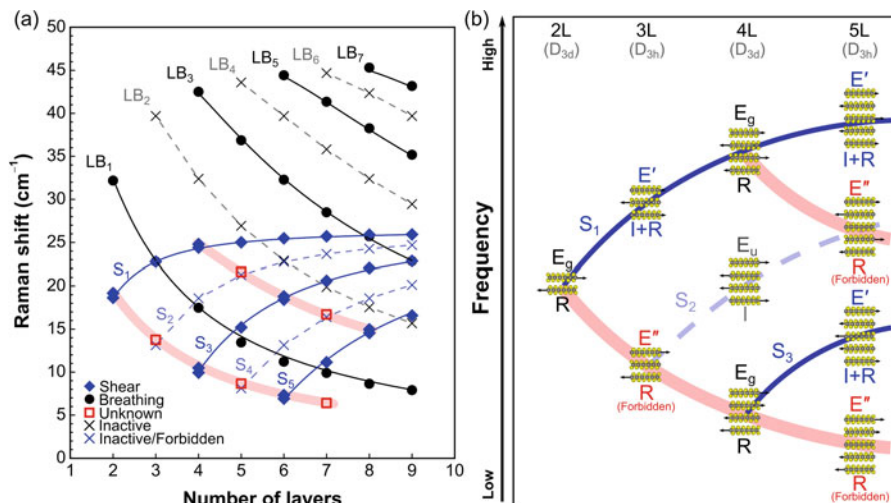 (a)
50
45
40
35
30
25
20
15
10
5
0
Raman shift (cm⁻¹)
LB₁
LB₂
LB₃
LB₄
LB₅
LB₆
LB₇
S₁
S₂
S₃
S₄
S₅
Shear
Breathing
Unknown
Inactive
Inactive/Forbidden
1 2 3 4 5 6 7 8 9 10
Number of layers
(b)
High
Frequency
Low
2L 3L 4L 5L
(D₃d) (D₃h) (D₃d) (D₃h)
E′
I+R
Eg
R
E′
I+R
E″
R
(Forbidden)
S₁
Eg
R
Eu
I
S₂
E′
I+R
S₃
E″
R
(Forbidden)
Eg
R
E″
R
(Forbidden)